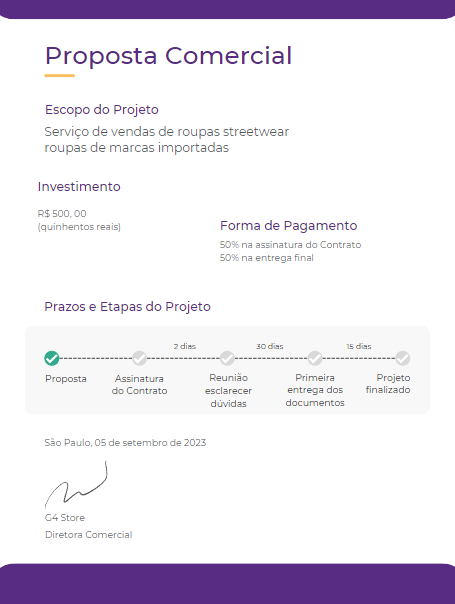 Proposta Comercial
Escopo do Projeto
Serviço de vendas de roupas streetwear
roupas de marcas importadas
Investimento
R$ 500, 00
(quinhentos reais)
Forma de Pagamento
50% na assinatura do Contrato
50% na entrega final
Prazos e Etapas do Projeto
2 dias
30 dias
15 dias
Proposta
Assinatura
do Contrato
Reunião
esclarecer
dúvidas
Primeira
entrega dos
documentos
Projeto
finalizado
São Paulo, 05 de setembro de 2023
G4 Store
Diretora Comercial